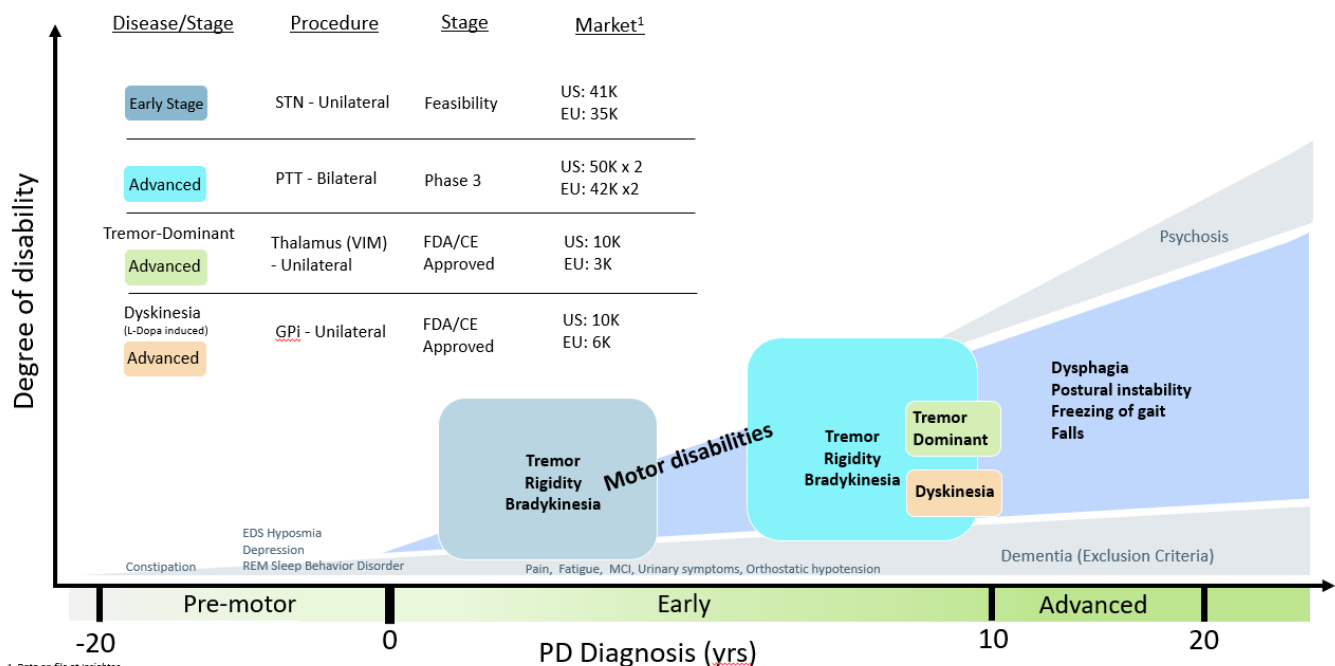 Disease/Stage Procedure Stage Market1
Early Stage STN - Unilateral Feasibility US: 41K
EU: 35K
Advanced PTT - Bilateral Phase 3 US: 50K x 2
EU: 42K x2
Tremor-Dominant
Advanced
Thalamus (VIM)
- Unilateral
FDA/CE
Approved
US: 10K
EU: 3K
Dyskinesia
(L-Dopa induced)
Advanced
GPi - Unilateral
FDA/CE
Approved
US: 10K
EU: 6K
Degree of disability
Psychosis
Dysphagia
Postural instability
Freezing of gait
Falls
Motor disabilities
Tremor
Rigidity
Bradykinesia
Tremor
Rigidity
Bradykinesia
Tremor
Dominant
Dyskinesia
EDS Hyposmia
Depression
REM Sleep Behavior Disorder
Constipation
Pain, Fatigue, MCI, Urinary symptoms, Orthostatic hypotension
Dementia (Exclusion Criteria)
Pre-motor Early Advanced
-20 0 10 20
PD Diagnosis (yrs)